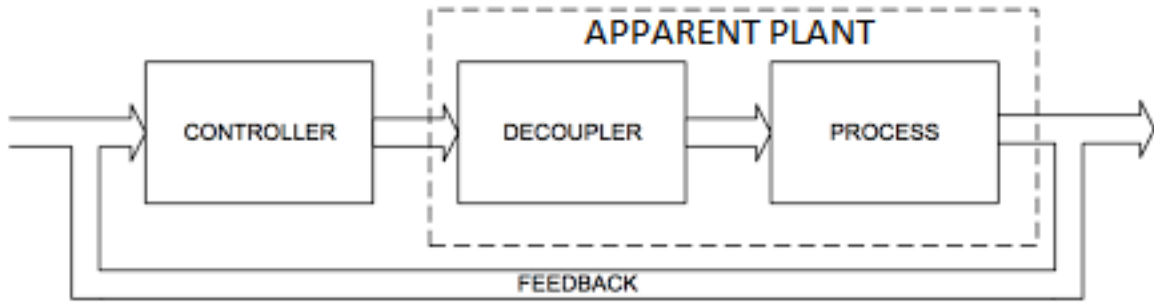 APPARENT PLANT
CONTROLLER
DECOUPLER
PROCESS
FEEDBACK